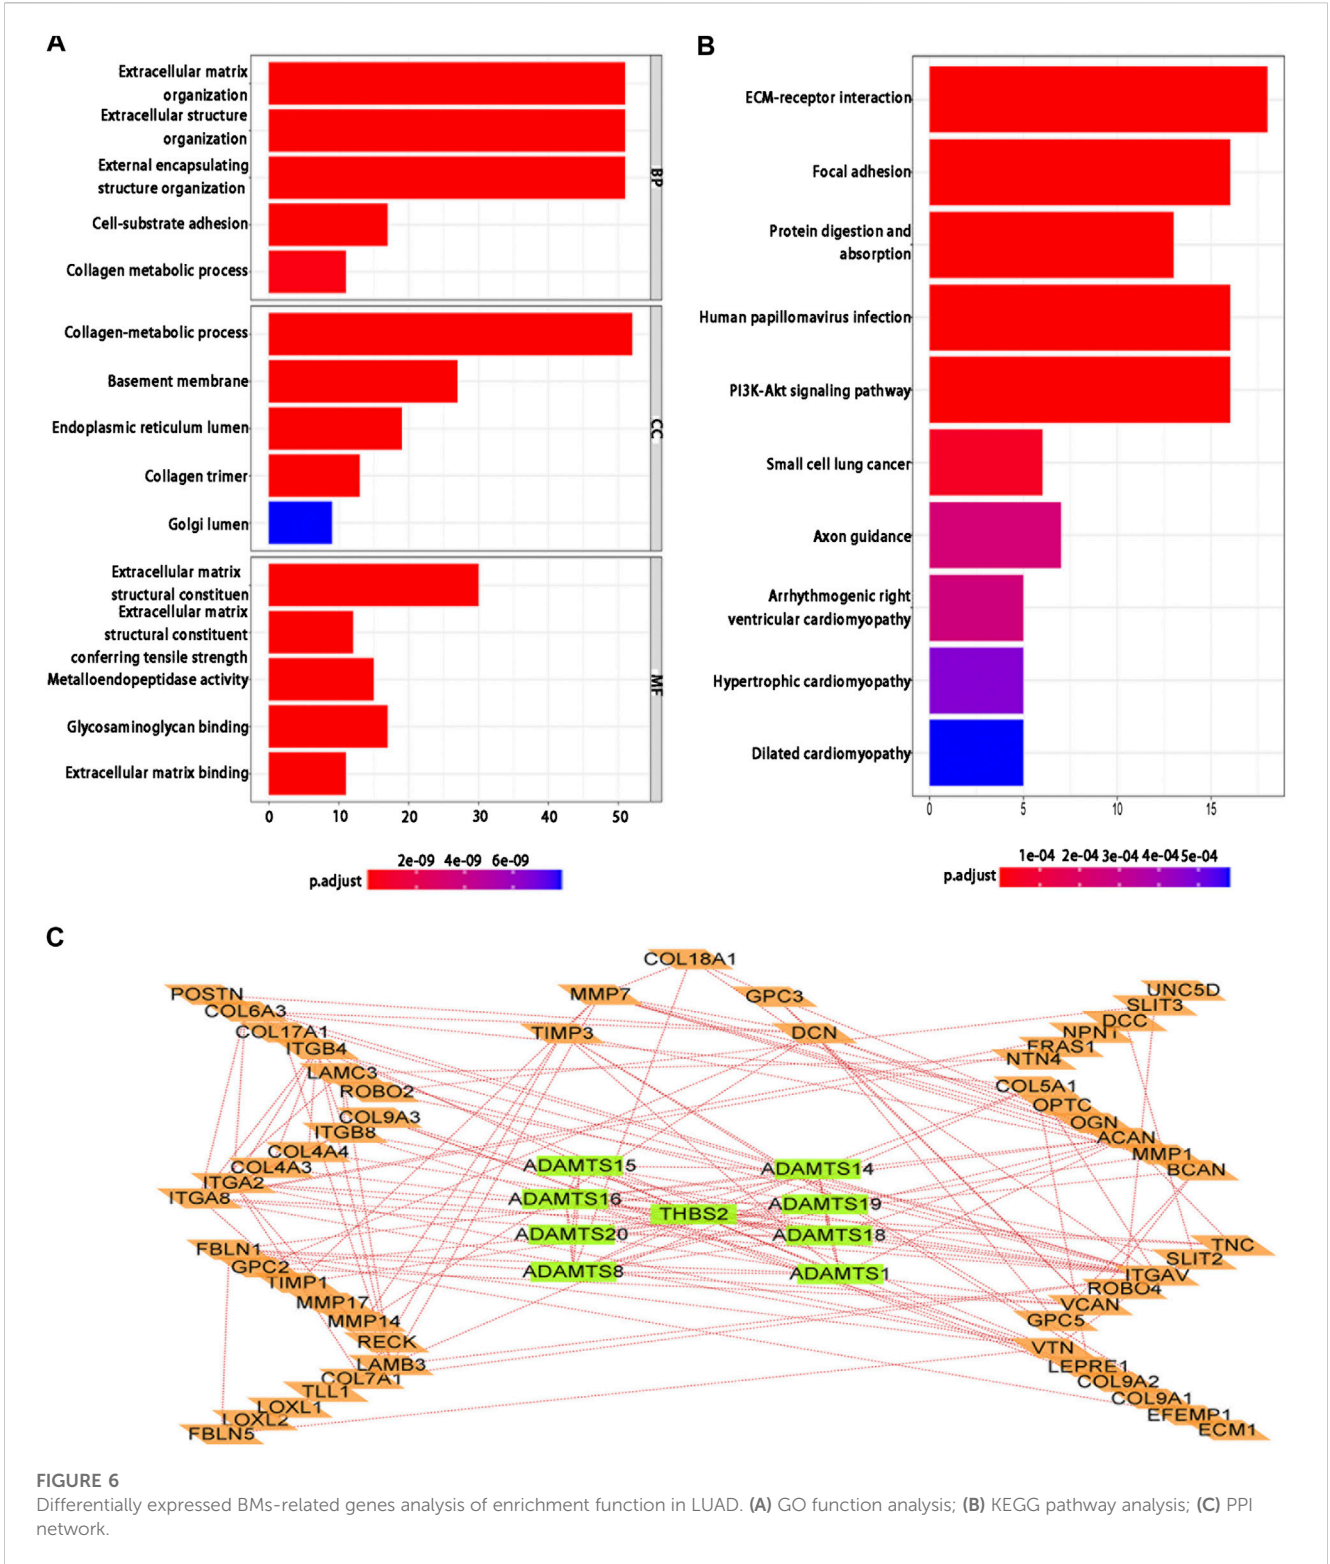 A
Extracellular matrix
organization
Extracellular structure
organization
External encapsulating
structure organization
Cell-substrate adhesion
Collagen metabolic process
BP
Collagen-metabolic process
Basement membrane
Endoplasmic reticulum lumen
Collagen trimer
Golgi lumen
CC
Extracellular matrix
structural constituen
Extracellular matrix
structural constituent
conferring tensile strength
Metalloendopeptidase activity
Glycosaminoglycan binding
Extracellular matrix binding
MF
0 10 20 30 40 50
2e-09 4e-09 6e-09
p.adjust
B
ECM-receptor interaction
Focal adhesion
Protein digestion and
absorption
Human papillomavirus infection
PI3K-Akt signaling pathway
Small cell lung cancer
Axon guidance
Arrhythmogenic right
ventricular cardiomyopathy
Hypertrophic cardiomyopathy
Dilated cardiomyopathy
0 5 10 15
1e-04 2e-04 3e-04 4e-04 5e-04
p.adjust
C
COL18A1
MMP7
GPC3
TIMP3
DCN
POSTN
COL6A3
COL17A1
ITGB4
LAMC3
ROBO2
COL9A3
ITGB8
COL4A4
COL4A3
ITGA2
ITGA8
UNC5D
SLIT3
DCC
NPN1
FRAS1
NTN4
COL5A1
OPTC
OGN
ACAN
MMP1
BCAN
ADAMTS15
ADAMTS14
ADAMTS16
ADAMTS19
THBS2
ADAMTS20
ADAMTS18
ADAMTS8
ADAMTS1
FBLN1
GPC2
TIMP1
MMP17
MMP14
RECK
LAMB3
COL7A1
TLL1
LOXL1
LOXL2
FBLN5
TNC
SLIT2
ITGAV
ROBO4
VCAN
GPC5
VTN
LEPRE1
COL9A2
COL9A1
EFEMP1
ECM1
FIGURE 6
Differentially expressed BMs-related genes analysis of enrichment function in LUAD. (A) GO function analysis; (B) KEGG pathway analysis; (C) PPI
network.